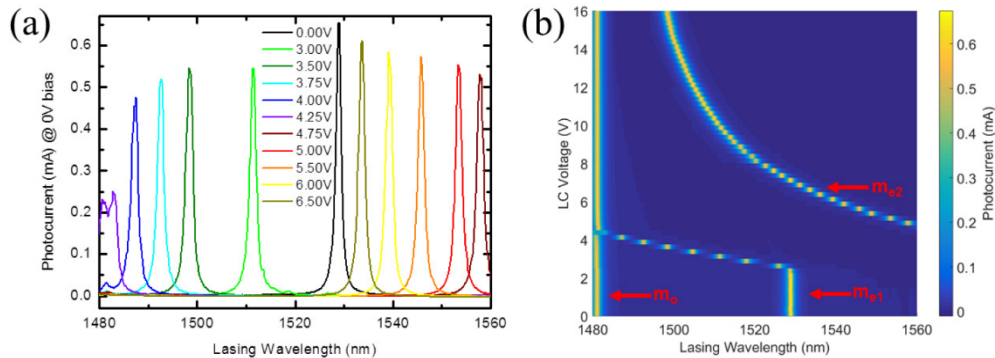 (a)
Photocurrent (mA) @ 0V bias
0.6
0.5
0.4
0.3
0.2
0.1
0.0
0.00V
3.00V
3.50V
3.75V
4.00V
4.25V
4.75V
5.00V
5.50V
6.00V
6.50V
1480 1500 1520 1540 1560
Lasing Wavelength (nm)
(b)
LC Voltage (V)
16
14
12
10
8
6
4
2
0
me2
mo
me1
1480 1500 1520 1540 1560
Lasing Wavelength (nm)
0.6
0.5
0.4
0.3
0.2
0.1
0
Photocurrent (mA)